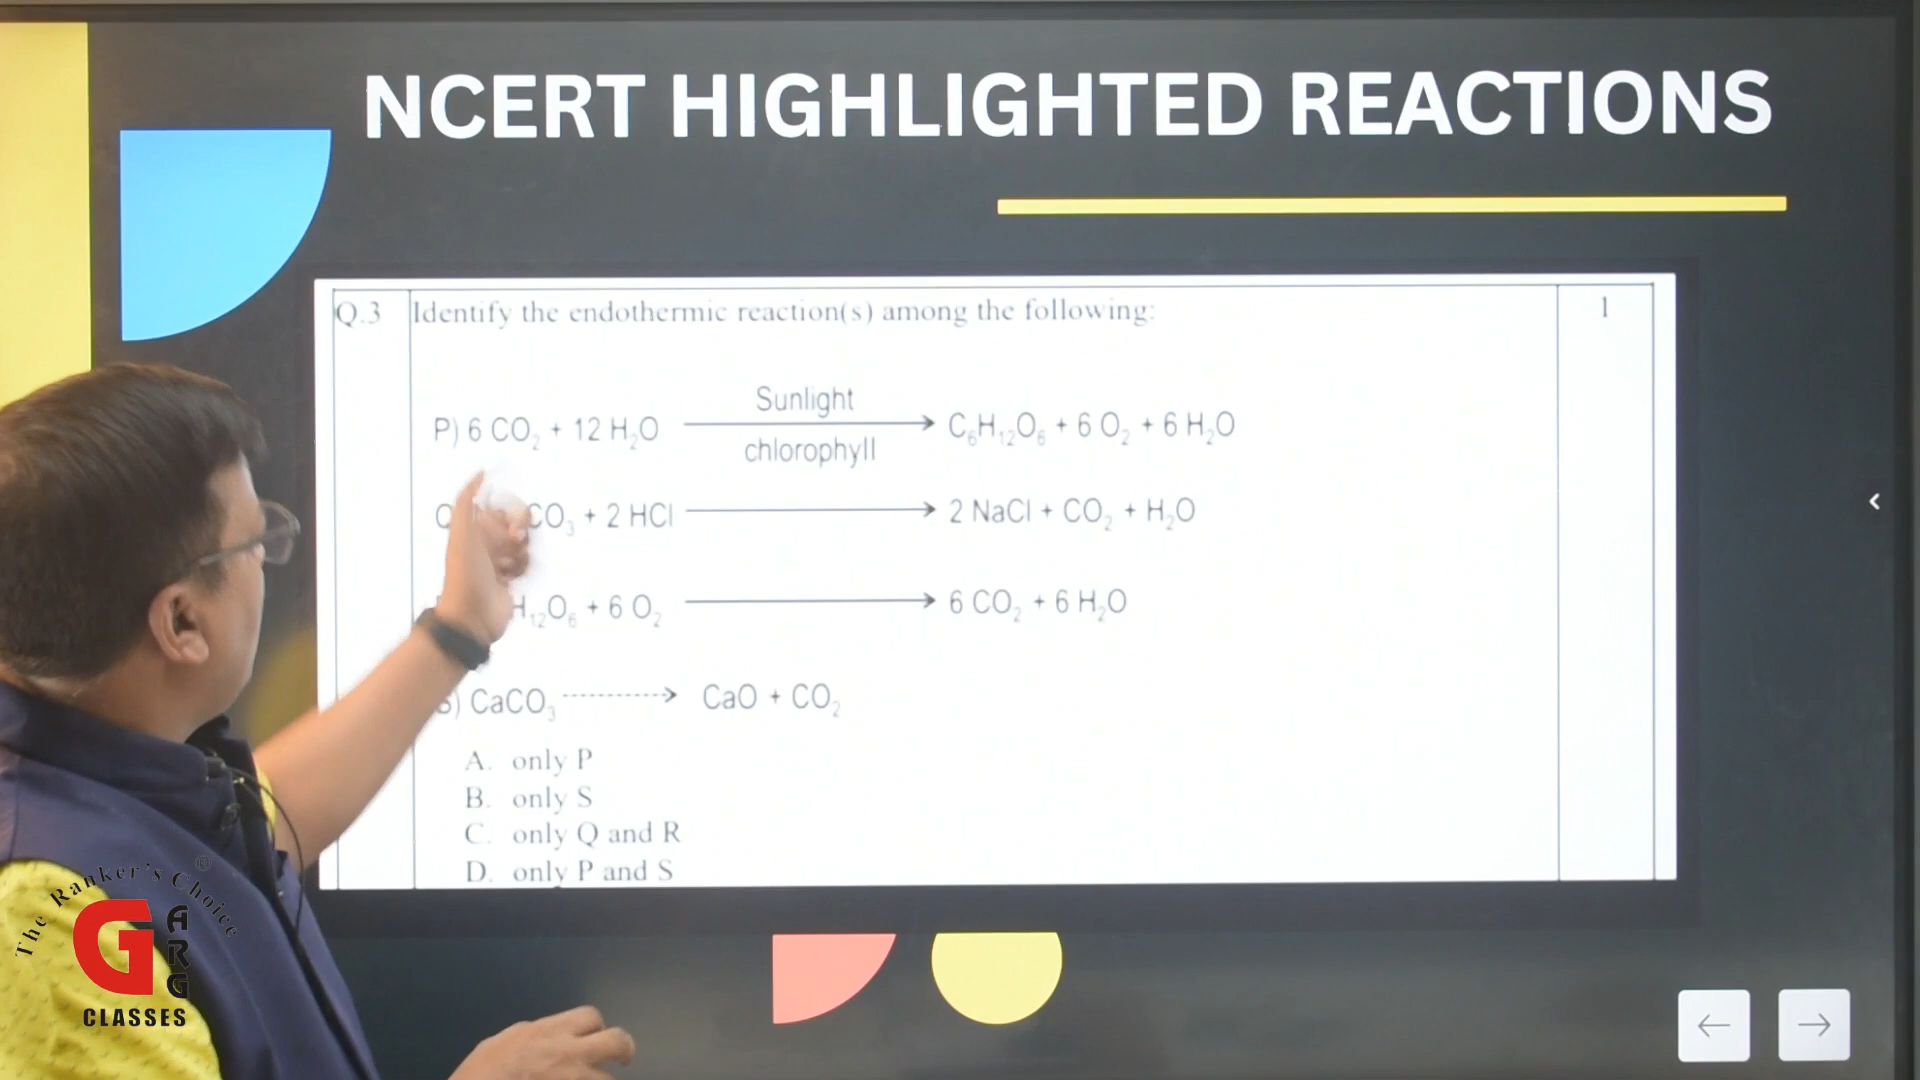 NCERT HIGHLIGHTED REACTIONS
Q.3 Identify the endothermic reaction(s) among the following: 1
Sunlight
P) 6 CO₂ + 12 H₂O → C₆H₁₂O₆ + 6 O₂ + 6 H₂O
chlorophyll
CO₃ + 2 HCl → 2 NaCl + CO₂ + H₂O
H₁₂O₆ + 6 O₂ → 6 CO₂ + 6 H₂O
S) CaCO₃ → CaO + CO₂
A. only P
B. only S
C. only Q and R
D. only P and S
The Ranker's Choice ®
G ARG
CLASSES